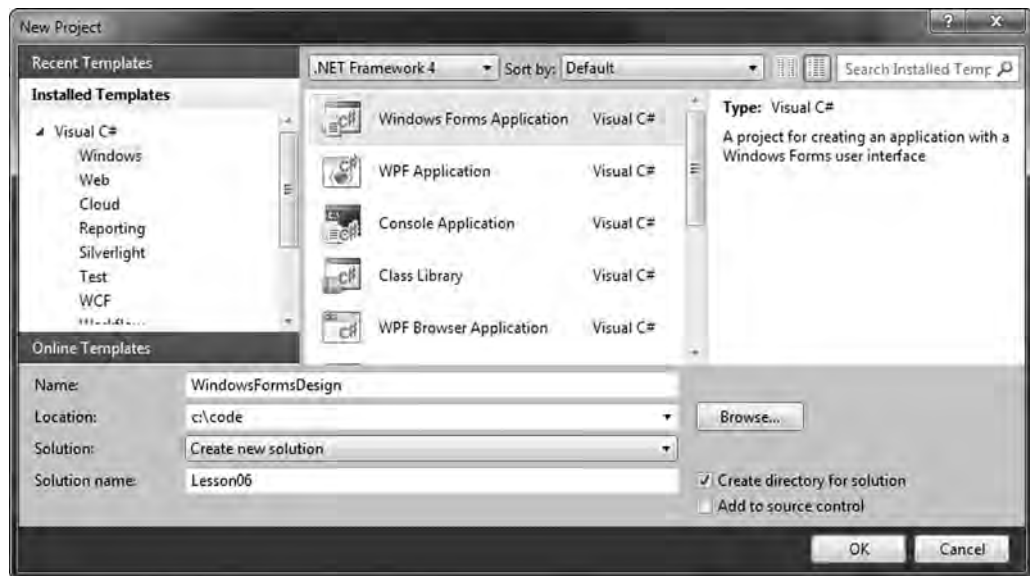 New Project
Recent Templates
.NET Framework 4
Sort by: Default
Search Installed Temp
Installed Templates
Visual C#
Windows
Web
Cloud
Reporting
Silverlight
Test
WCF
Online Templates
Windows Forms Application Visual C#
WPF Application Visual C#
Console Application Visual C#
Class Library Visual C#
WPF Browser Application Visual C#
Type: Visual C#
A project for creating an application with a
Windows Forms user interface
Name: WindowsFormsDesign
Location: c:\code
Browse...
Solution: Create new solution
Solution name: Lesson06
Create directory for solution
Add to source control
OK Cancel